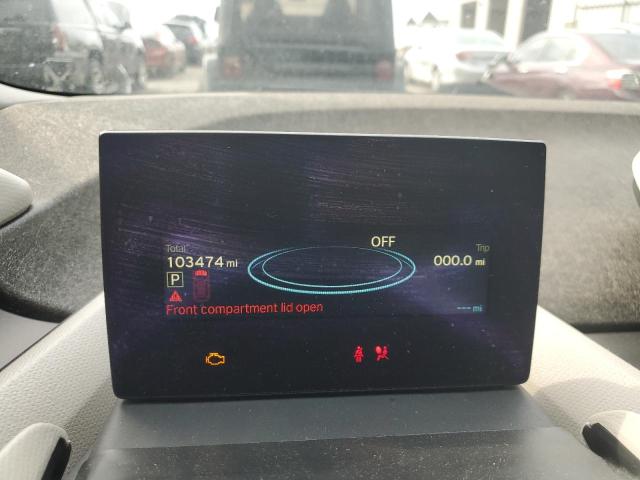 OFF
Total
Trip
103474 mi
000.0 mi
P
Front compartment lid open
--- mi